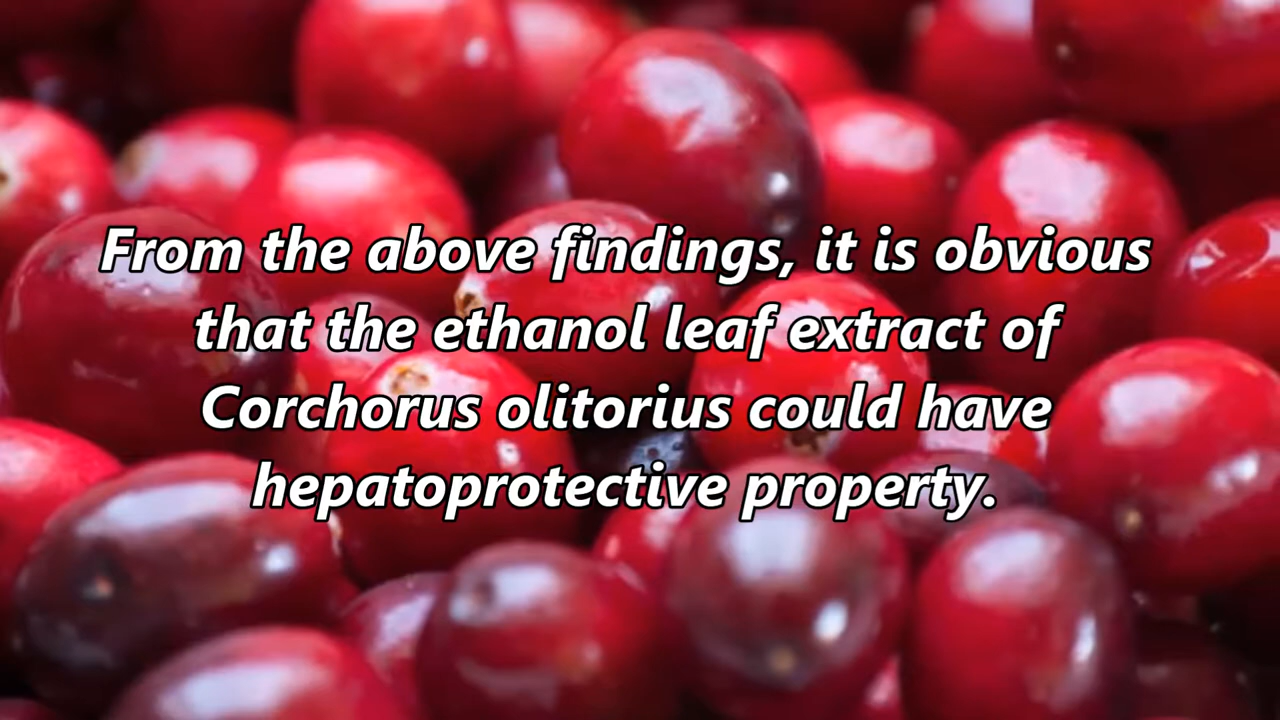 From the above findings, it is obvious
that the ethanol leaf extract of
Corchorus olitorius could have
hepatoprotective property.